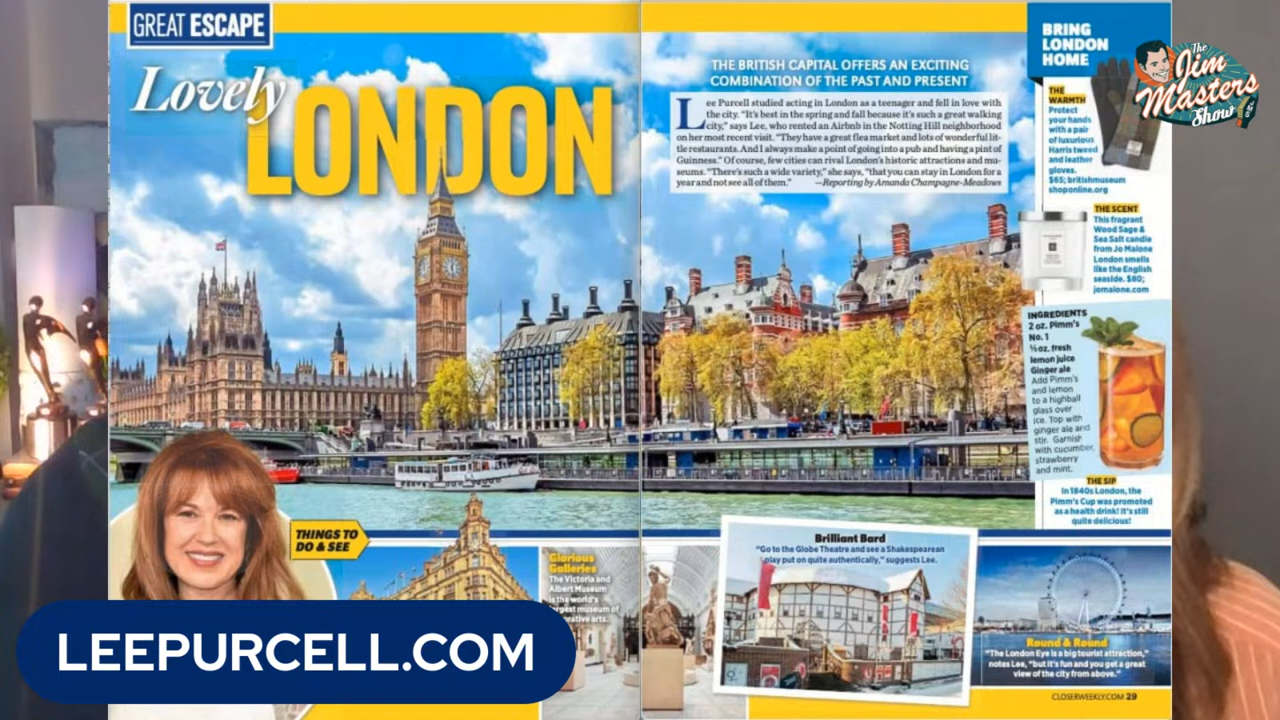 GREAT ESCAPE
Lovely
LONDON
THE BRITISH CAPITAL OFFERS AN EXCITING
COMBINATION OF THE PAST AND PRESENT
Lee Purcell studied acting in London as a teenager and fell in love with
the city. “It’s best in the spring and fall because it’s such a great walking
city,” says Lee, who rented an Airbnb in the Notting Hill neighborhood
on her most recent visit. “They have a great flea market and lots of wonderful lit-
tle restaurants. And I always make a point of going into a pub and having a pint of
Guinness.” Of course, few cities can rival London’s historic attractions and mu-
seums. “There’s such a wide variety,” she says, “that you can stay in London for a
year and not see all of them.” —Reporting by Amanda Champagne-Meadows
BRING
LONDON
HOME
The
Jim
Masters
Show
THE
WARMTH
Protect
your hands
with a pair
of luxurious
Harris tweed
and leather
gloves.
$65; britishmuseum
shoponline.org
THE SCENT
This fragrant
Wood Sage &
Sea Salt candle
from Jo Malone
London smells
like the English
seaside. $80;
jomalone.com
INGREDIENTS
2 oz. Pimm’s
No. 1
½ oz. fresh
lemon juice
Ginger ale
Add Pimm’s
and lemon
to a highball
glass over
ice. Top with
ginger ale and
stir. Garnish
with cucumber,
strawberry
and mint.
THE SIP
In 1840s London, the
Pimm’s Cup was promoted
as a health drink! It’s still
quite delicious!
THINGS TO
DO & SEE
Glorious
Galleries
The Victoria and
Albert Museum
is the world’s
largest museum of
orative arts.
Brilliant Bard
“Go to the Globe Theatre and see a Shakespearean
play put on quite authentically,” suggests Lee.
Round & Round
“The London Eye is a big tourist attraction,”
notes Lee, “but it’s fun and you get a great
view of the city from above.”
CLOSERWEEKLY.COM 29
LEEPURCELL.COM